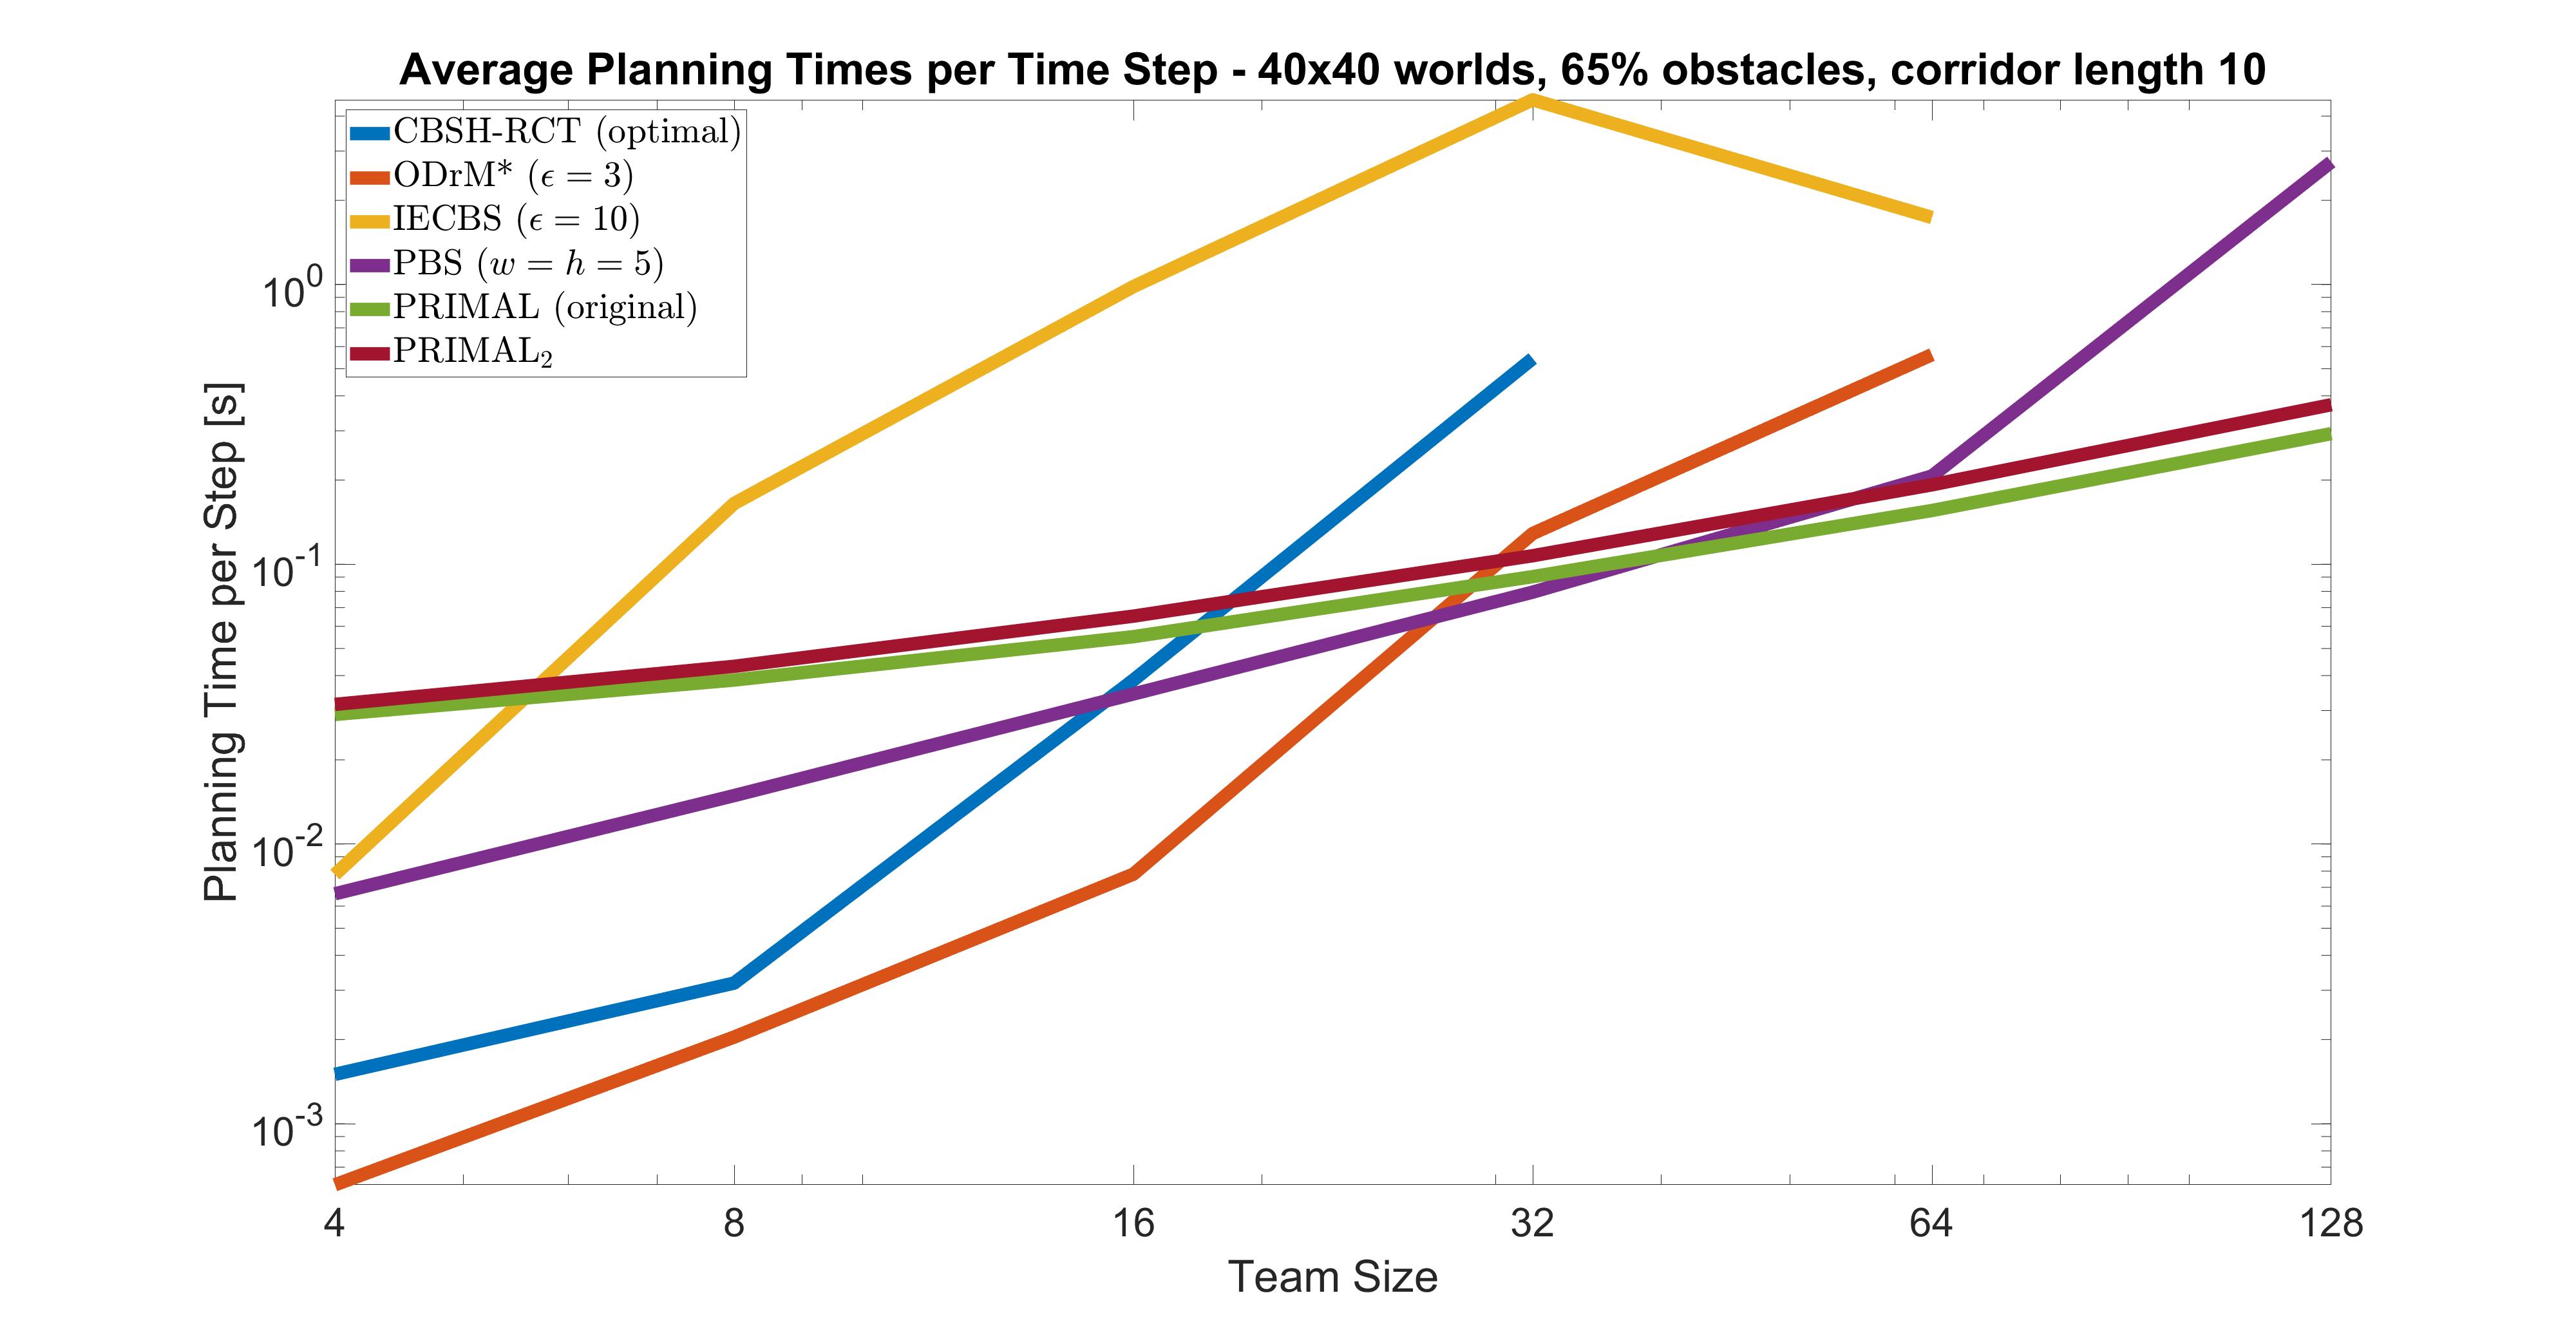 Average Planning Times per Time Step - 40x40 worlds, 65% obstacles, corridor length 10
CBSH-RCT (optimal)
ODrM* (ϵ = 3)
IECBS (ϵ = 10)
PBS (w = h = 5)
PRIMAL (original)
PRIMAL₂
Planning Time per Step [s]
10⁰
10⁻¹
10⁻²
10⁻³
4 8 16 32 64 128
Team Size